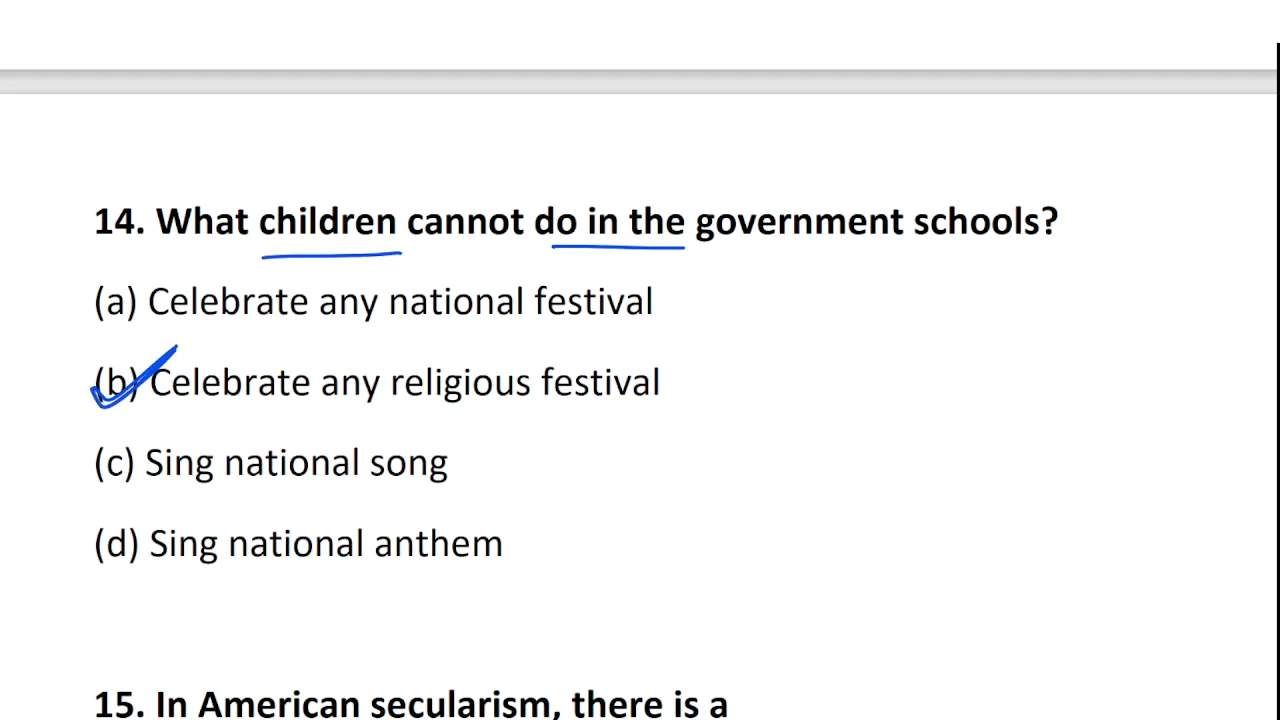 14. What children cannot do in the government schools?
(a) Celebrate any national festival
(b) Celebrate any religious festival
(c) Sing national song
(d) Sing national anthem
15. In American secularism, there is a